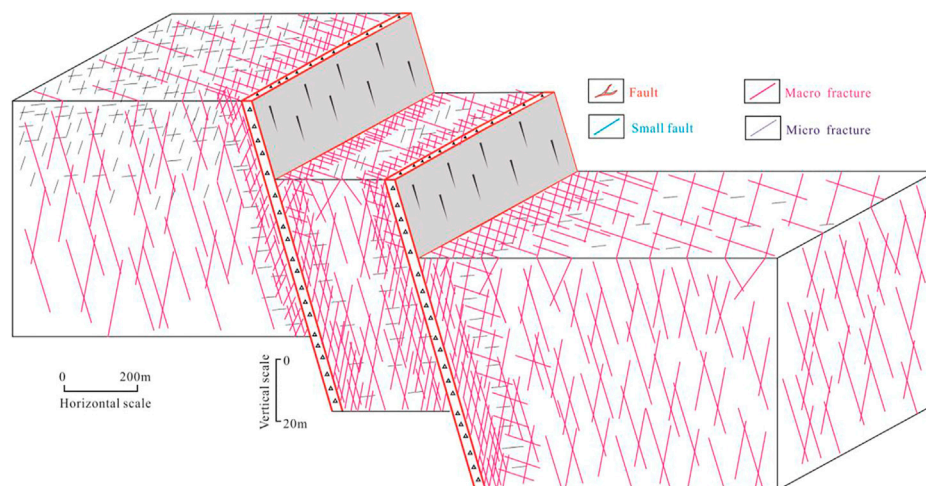 Fault
Macro fracture
Small fault
Micro fracture
0 200m
Horizontal scale
Vertical scale
0
20m